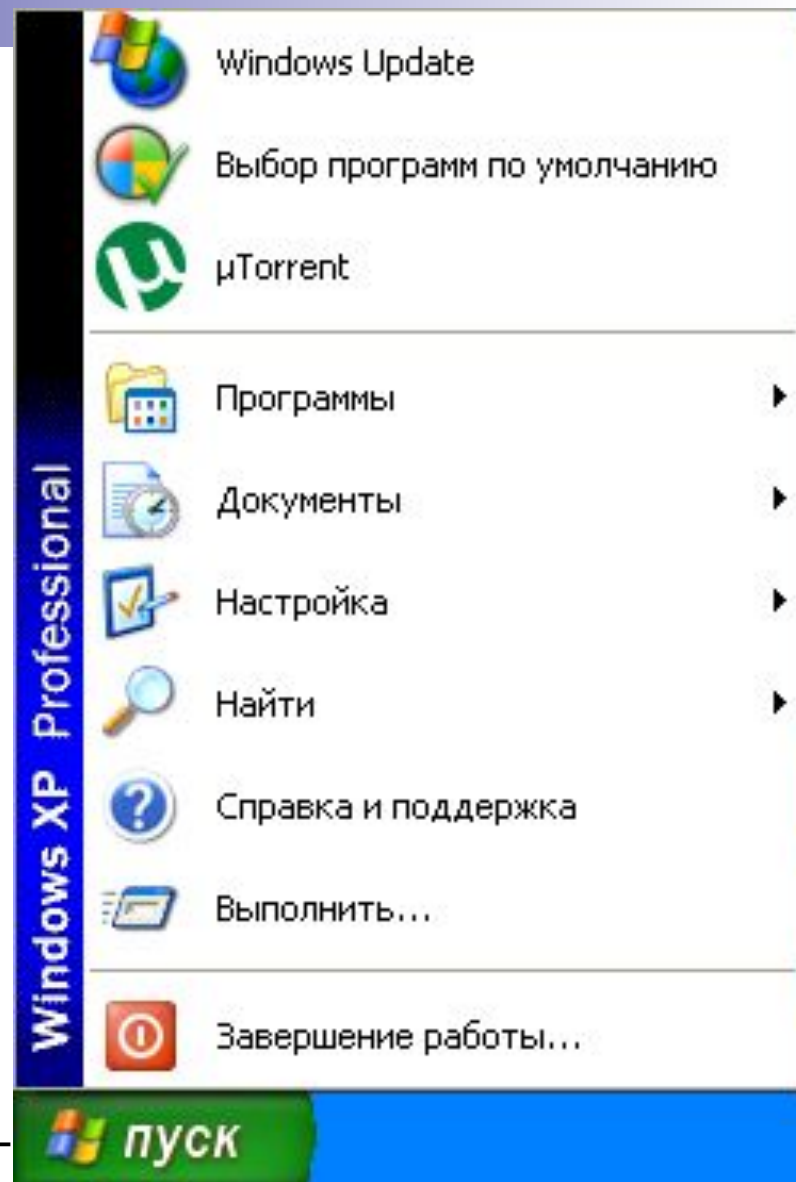 Windows Update
Выбор программ по умолчанию
µTorrent
Программы
Документы
Настройка
Найти
Справка и поддержка
Выполнить...
Завершение работы...
Windows XP Professional
пуск